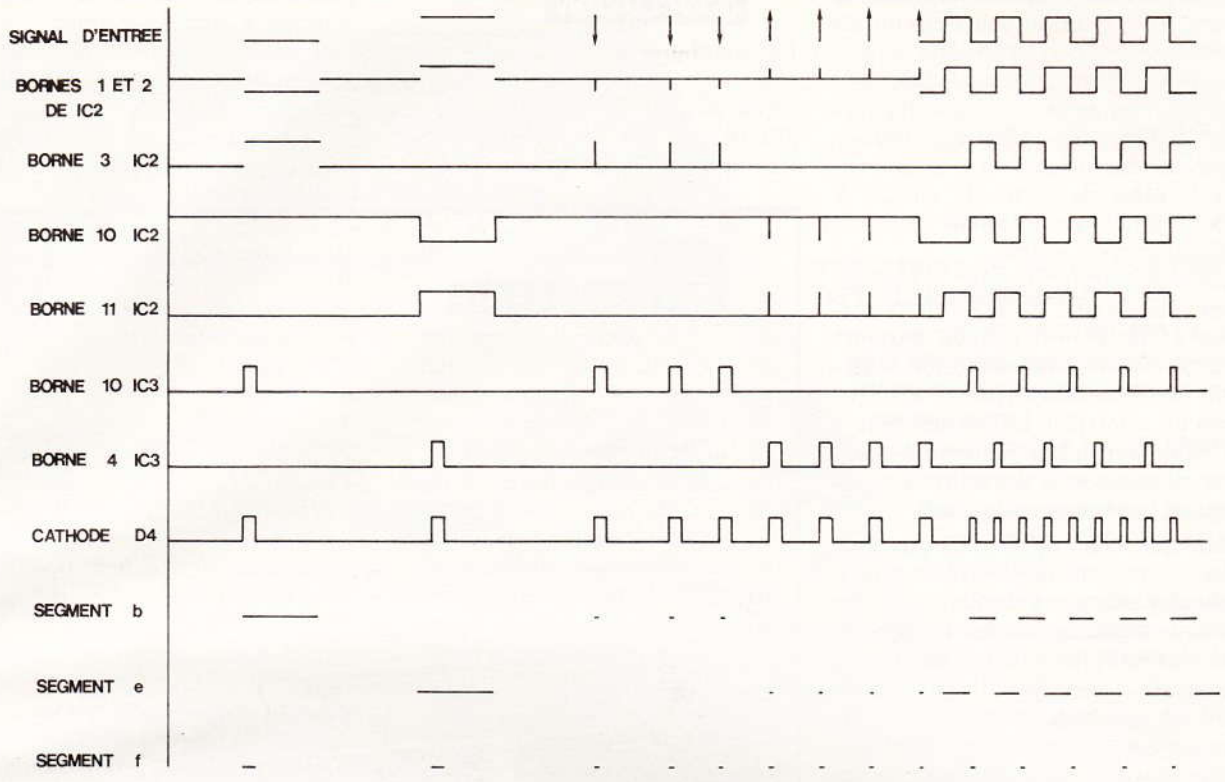 SIGNAL D'ENTREE
BORNES 1 ET 2
DE IC2
BORNE 3 IC2
BORNE 10 IC2
BORNE 11 IC2
BORNE 10 IC3
BORNE 4 IC3
CATHODE D4
SEGMENT b
SEGMENT e
SEGMENT f